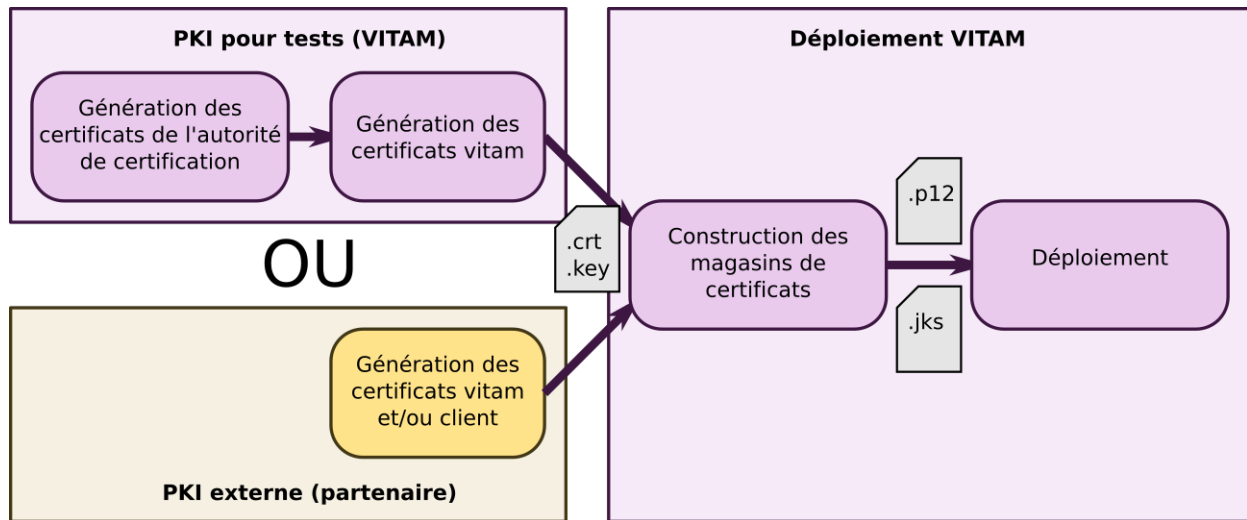 PKI pour tests (VITAM)
Génération des
certificats de l'autorité
de certification
Génération des
certificats vitam
OU
Génération des
certificats vitam
et/ou client
PKI externe (partenaire)
.crt
.key
Déploiement VITAM
Construction des
magasins de
certificats
.p12
.jks
Déploiement